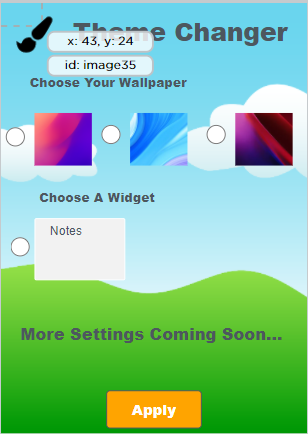 Theme Changer
x: 43, y: 24
id: image35
Choose Your Wallpaper
Choose A Widget
Notes
More Settings Coming Soon...
Apply